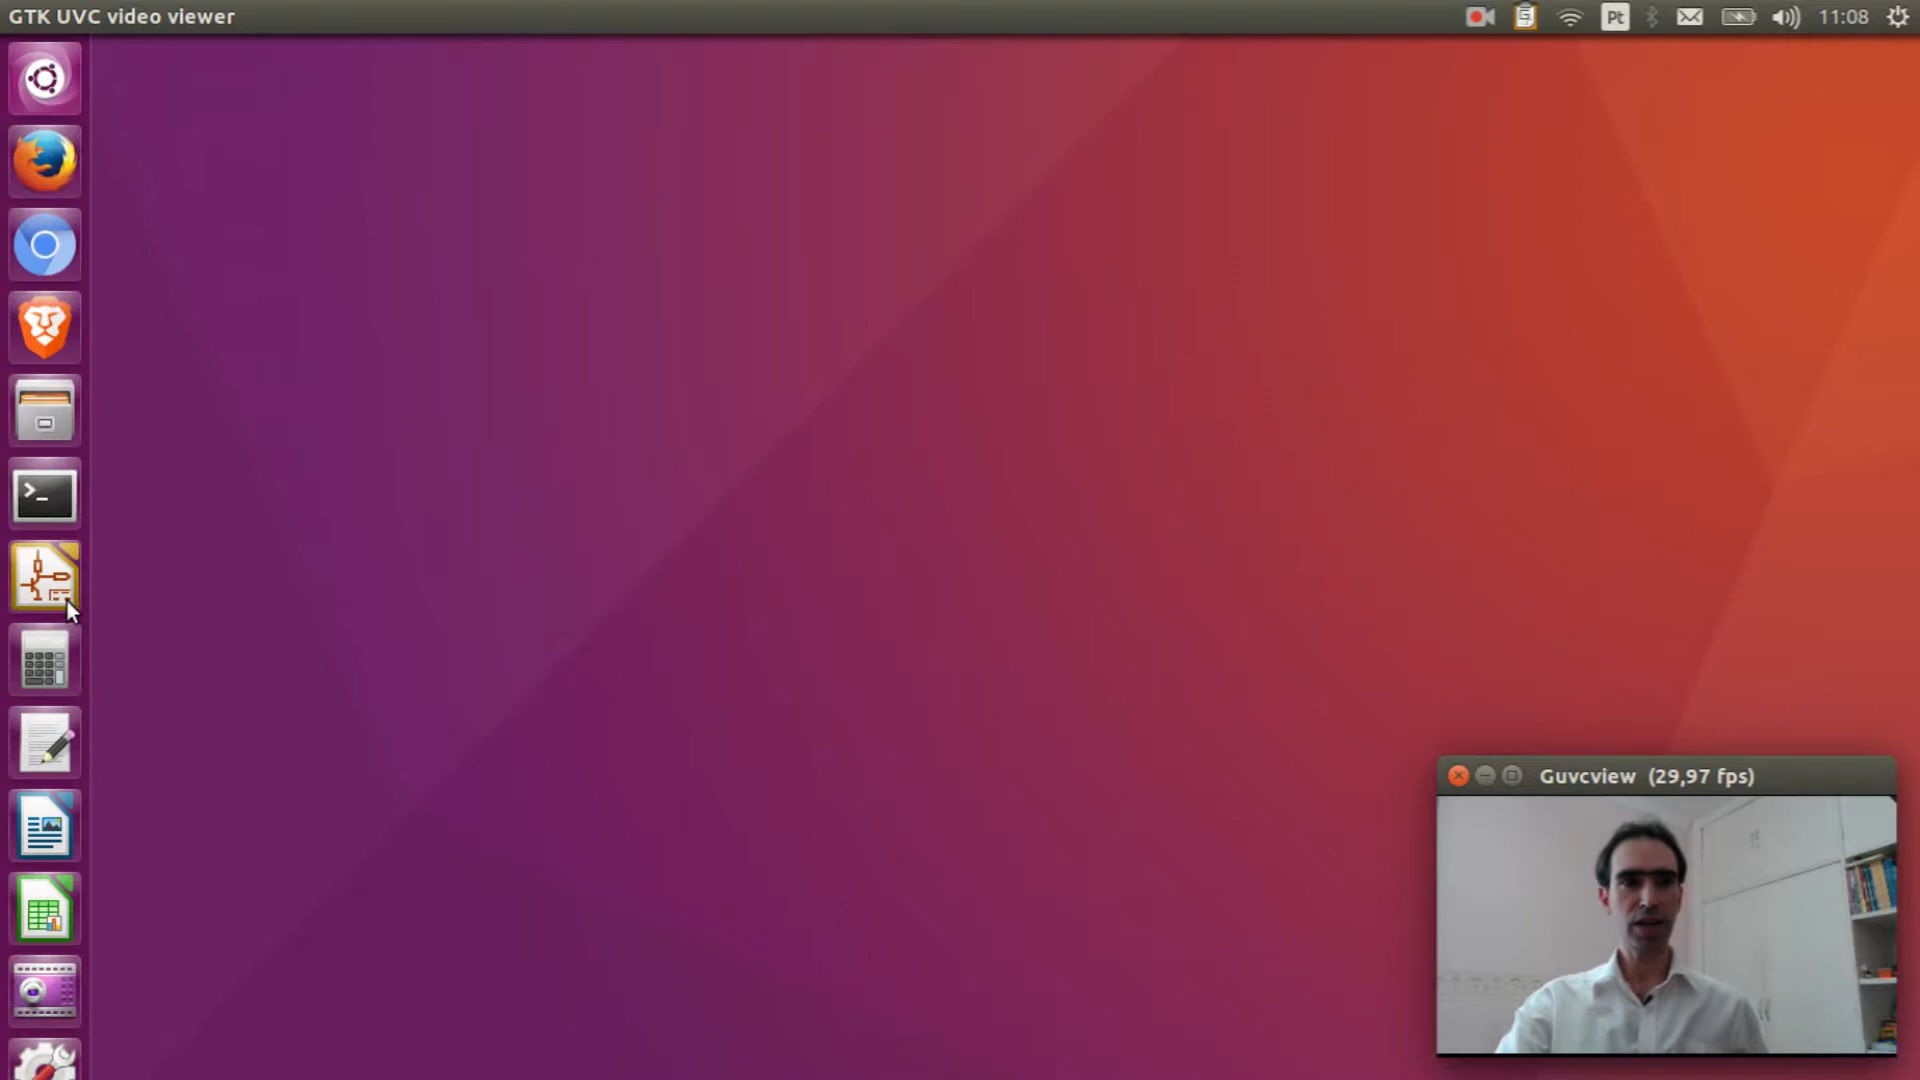 GTK UVC video viewer
Pt
11:08
>_
Guvcview (29,97 fps)